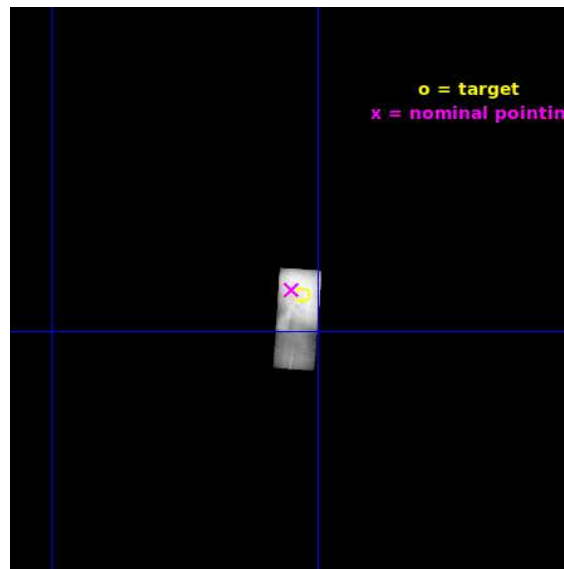 o = target
x = nominal pointin